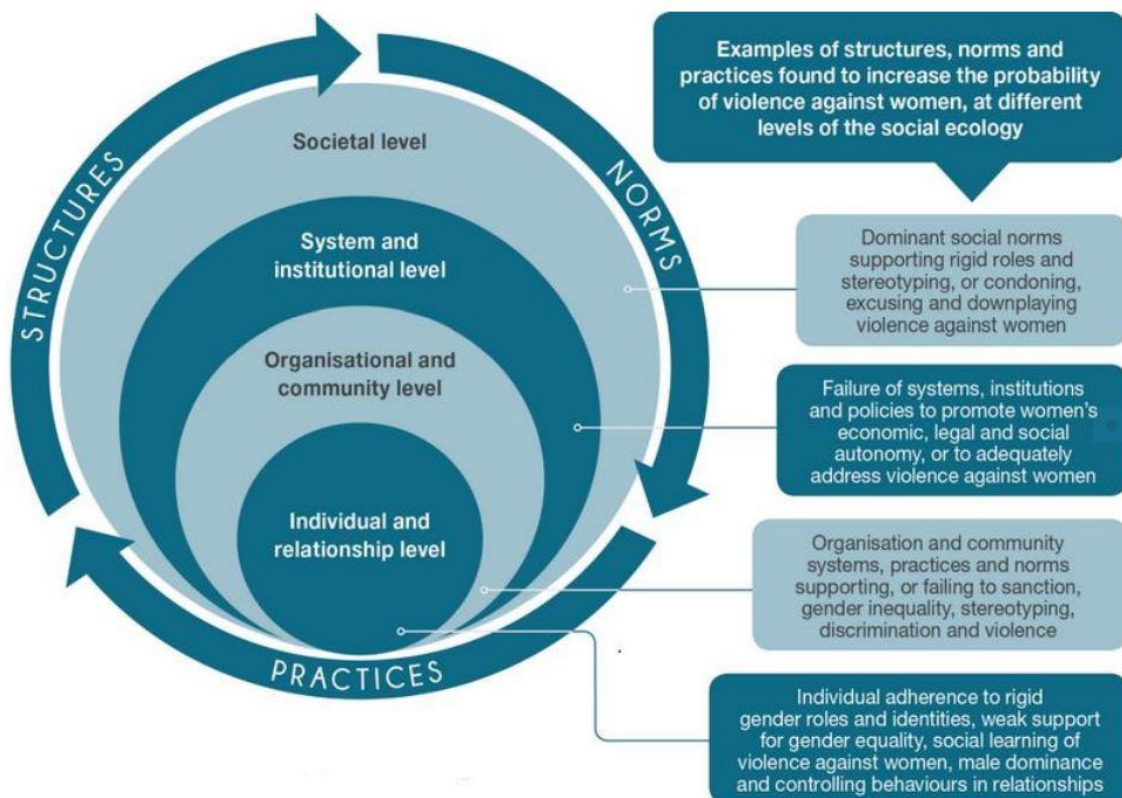 Examples of structures, norms and
practices found to increase the probability
of violence against women, at different
levels of the social ecology
STRUCTURES
NORMS
PRACTICES
Societal level
System and
institutional level
Organisational and
community level
Individual and
relationship level
Dominant social norms
supporting rigid roles and
stereotyping, or condoning,
excusing and downplaying
violence against women
Failure of systems, institutions
and policies to promote women’s
economic, legal and social
autonomy, or to adequately
address violence against women
Organisation and community
systems, practices and norms
supporting, or failing to sanction,
gender inequality, stereotyping,
discrimination and violence
Individual adherence to rigid
gender roles and identities, weak support
for gender equality, social learning of
violence against women, male dominance
and controlling behaviours in relationships